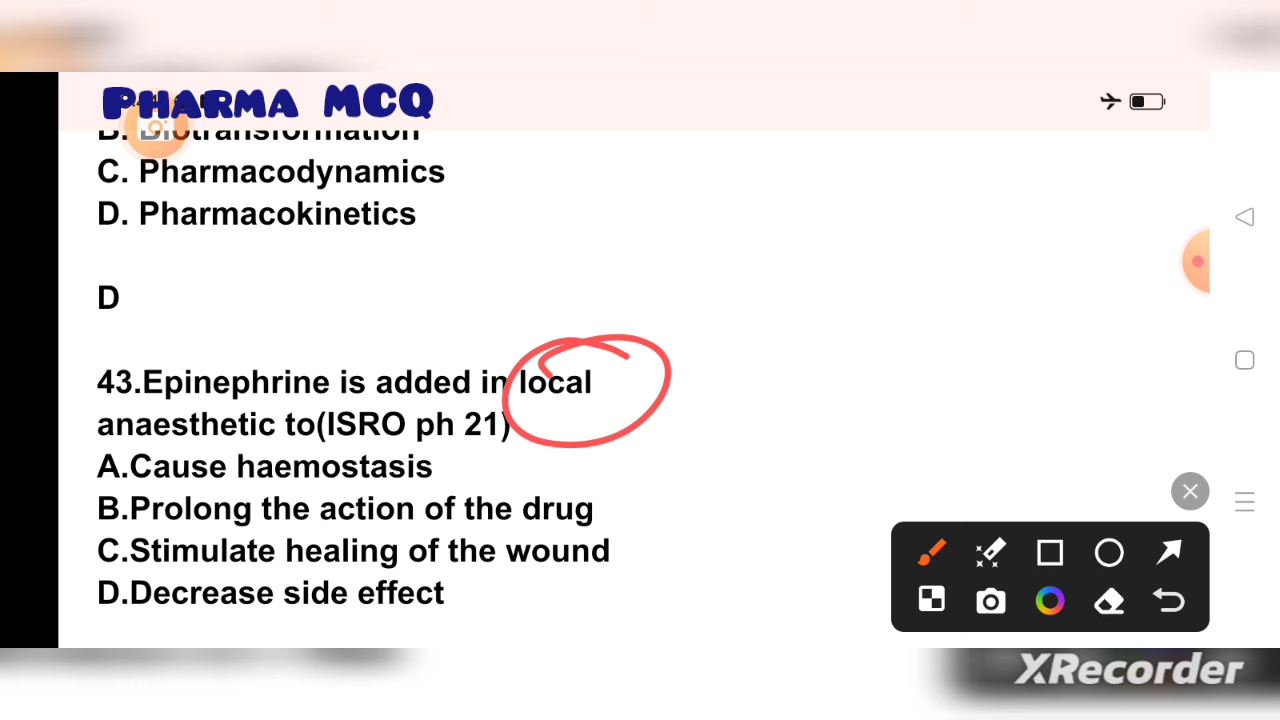 PHARMA MCQ
B. Biotransformation
C. Pharmacodynamics
D. Pharmacokinetics
D
43.Epinephrine is added in local
anaesthetic to(ISRO ph 21)
A.Cause haemostasis
B.Prolong the action of the drug
C.Stimulate healing of the wound
D.Decrease side effect
XRecorder